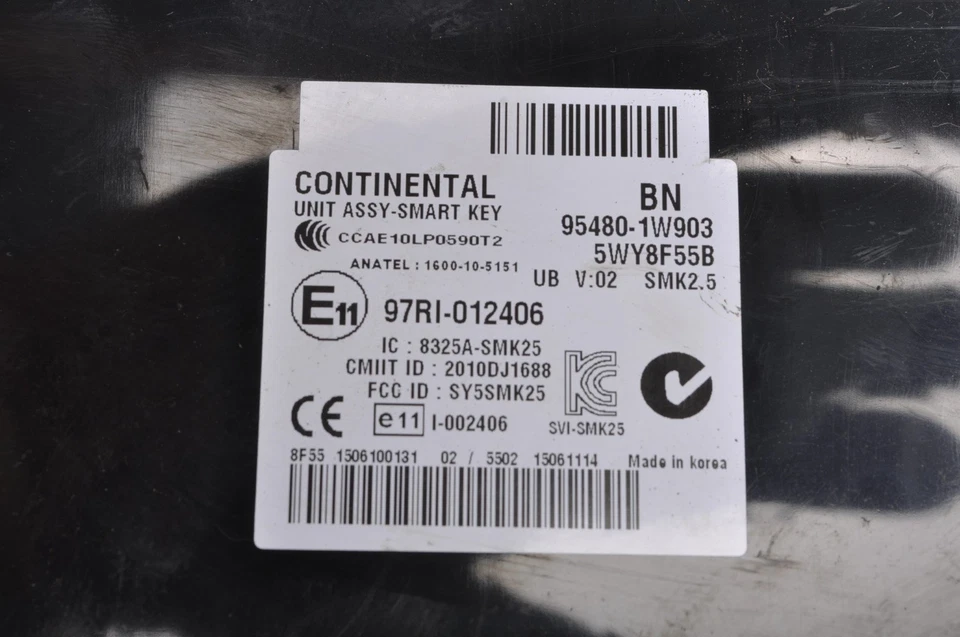 CONTINENTAL
BN
UNIT ASSY-SMART KEY
95480-1W903
CCAE10LP0590T2
5WY8F55B
ANATEL : 1600-10-5151
UB V:02 SMK2.5
E11 97RI-012406
IC : 8325A-SMK25
CMIIT ID : 2010DJ1688
FCC ID : SY5SMK25
KC
CE e11 I-002406
SVI-SMK25
8F55 1506100131 02 / 5502 15061114 Made in korea